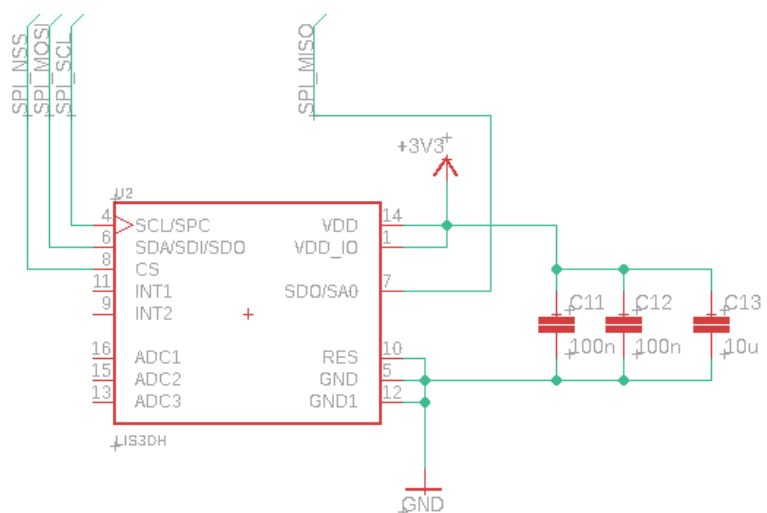 SPI_NSS
SPI_MOSI
SPI_SCL
SPI_MISO
+3V3
U2
4 SCL/SPC VDD 14
6 SDA/SDI/SDO VDD_IO 1
8 CS
11 INT1 SDO/SA0 7
9 INT2
C11 C12 C13
100n 100n 10u
16 ADC1 RES 10
15 ADC2 GND 5
13 ADC3 GND1 12
LIS3DH
GND